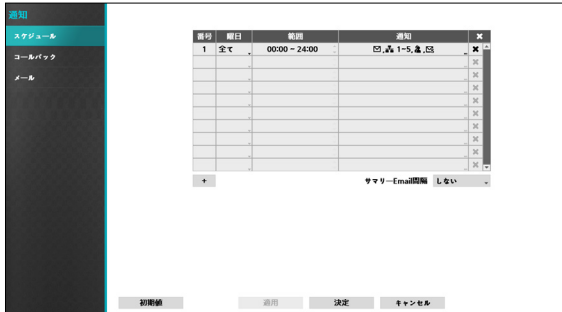 通知
スケジュール
コールバック
メール
番号 曜日 範囲 通知 ×
1 全て 00:00 ~ 24:00 1~5, ×
+ サマリーEmail間隔 しない
初期値 適用 決定 キャンセル